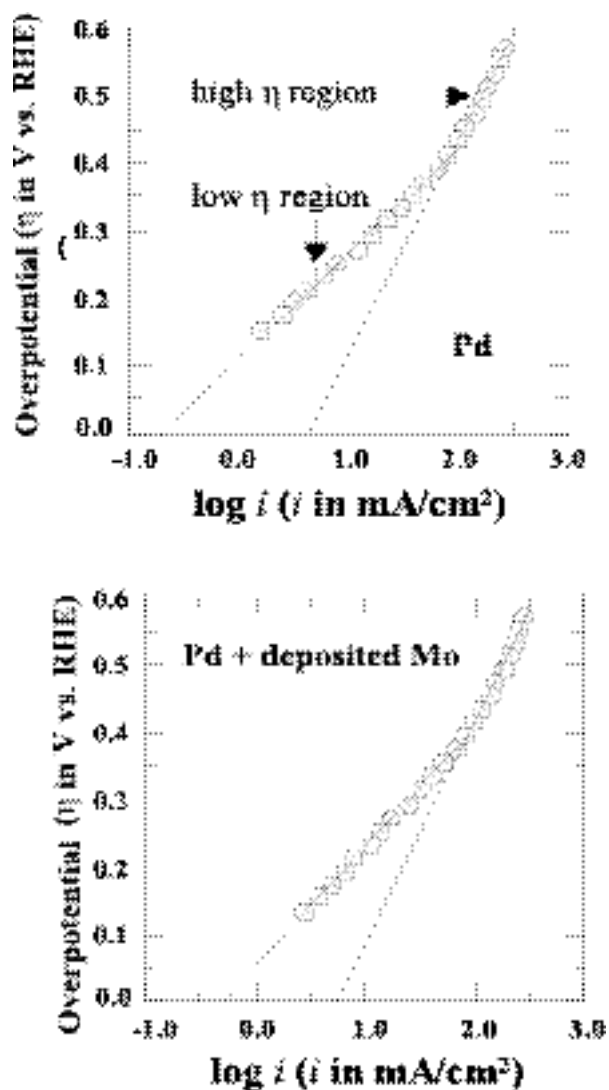 Overpotential (η in V vs. RHE)
0.6
0.5
0.4
0.3
0.2
0.1
0.0
high η region
low η region
(
Pd
-1.0 0.0 1.0 2.0 3.0
log i (i in mA/cm²)
Overpotential (η in V vs. RHE)
0.6
0.5
0.4
0.3
0.2
0.1
0.0
Pd + deposited Mo
-1.0 0.0 1.0 2.0 3.0
log i (i in mA/cm²)